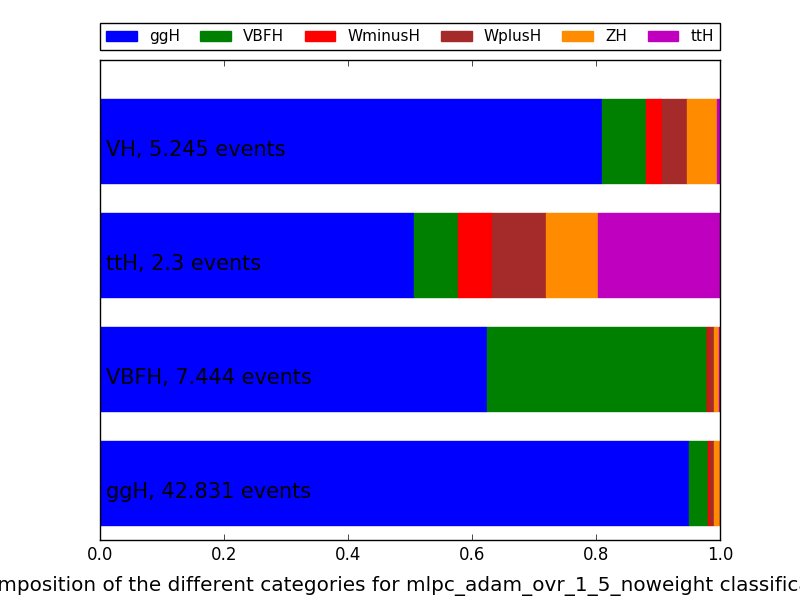 ggH VBFH WminusH WplusH ZH ttH
VH, 5.245 events
ttH, 2.3 events
VBFH, 7.444 events
ggH, 42.831 events
0.0 0.2 0.4 0.6 0.8 1.0
mposition of the different categories for mlpc_adam_ovr_1_5_noweight classifica